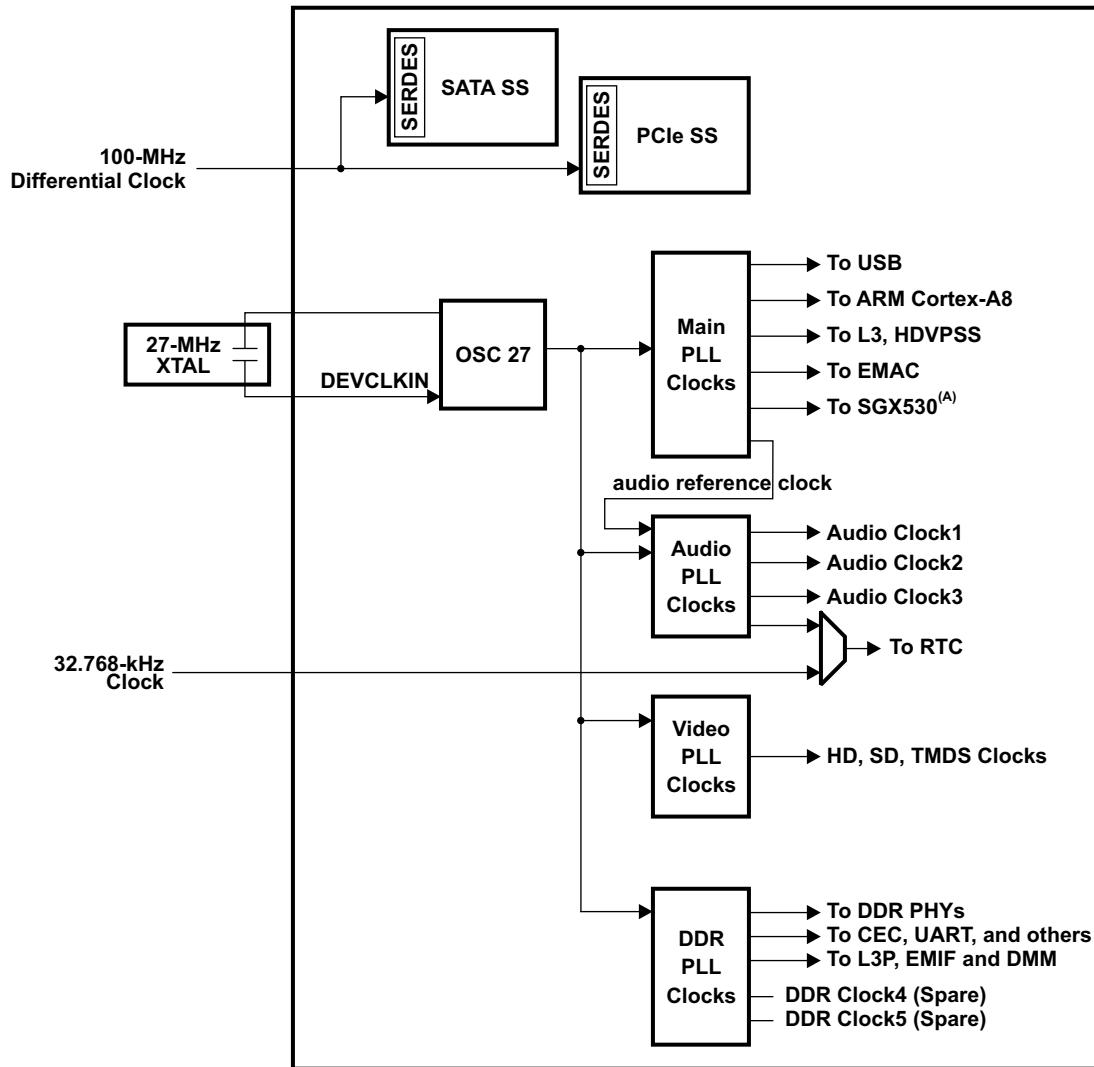 SERDES
SATA SS
SERDES
PCIe SS
100-MHz
Differential Clock
27-MHz
XTAL
DEVCLKIN
OSC 27
Main
PLL
Clocks
To USB
To ARM Cortex-A8
To L3, HDVPSS
To EMAC
To SGX530(A)
audio reference clock
Audio
PLL
Clocks
Audio Clock1
Audio Clock2
Audio Clock3
To RTC
32.768-kHz
Clock
Video
PLL
Clocks
HD, SD, TMDS Clocks
DDR
PLL
Clocks
To DDR PHYs
To CEC, UART, and others
To L3P, EMIF and DMM
DDR Clock4 (Spare)
DDR Clock5 (Spare)